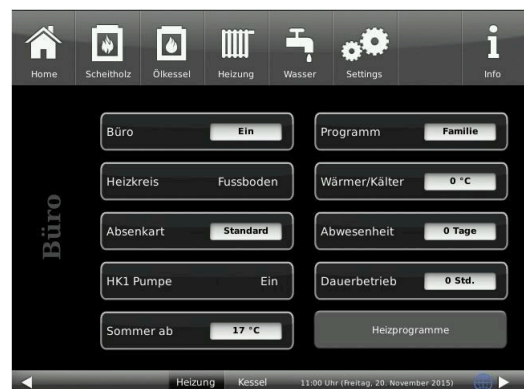 Home Scheitholz Ölkessel Heizung Wasser Settings Info
Büro
Büro Ein
Programm Familie
Heizkreis Fussboden
Wärmer/Kälter 0 °C
Absenkart Standard
Abwesenheit 0 Tage
HK1 Pumpe Ein
Dauerbetrieb 0 Std.
Sommer ab 17 °C
Heizprogramme
Heizung Kessel 11:00 Uhr (Freitag, 20. November 2015)